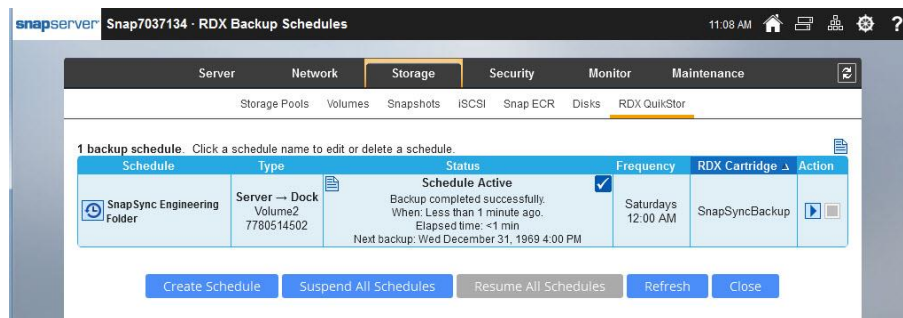 snapserver Snap7037134 · RDX Backup Schedules 11:08 AM ?
Server Network Storage Security Monitor Maintenance
Storage Pools Volumes Snapshots iSCSI Snap ECR Disks RDX QuikStor
1 backup schedule. Click a schedule name to edit or delete a schedule.
Schedule Type Status Frequency RDX Cartridge Action
SnapSync Engineering Folder
Server → Dock
Volume2
7780514502
Schedule Active
Backup completed successfully.
When: Less than 1 minute ago.
Elapsed time: <1 min
Next backup: Wed December 31, 1969 4:00 PM
Saturdays
12:00 AM
SnapSyncBackup
Create Schedule Suspend All Schedules Resume All Schedules Refresh Close